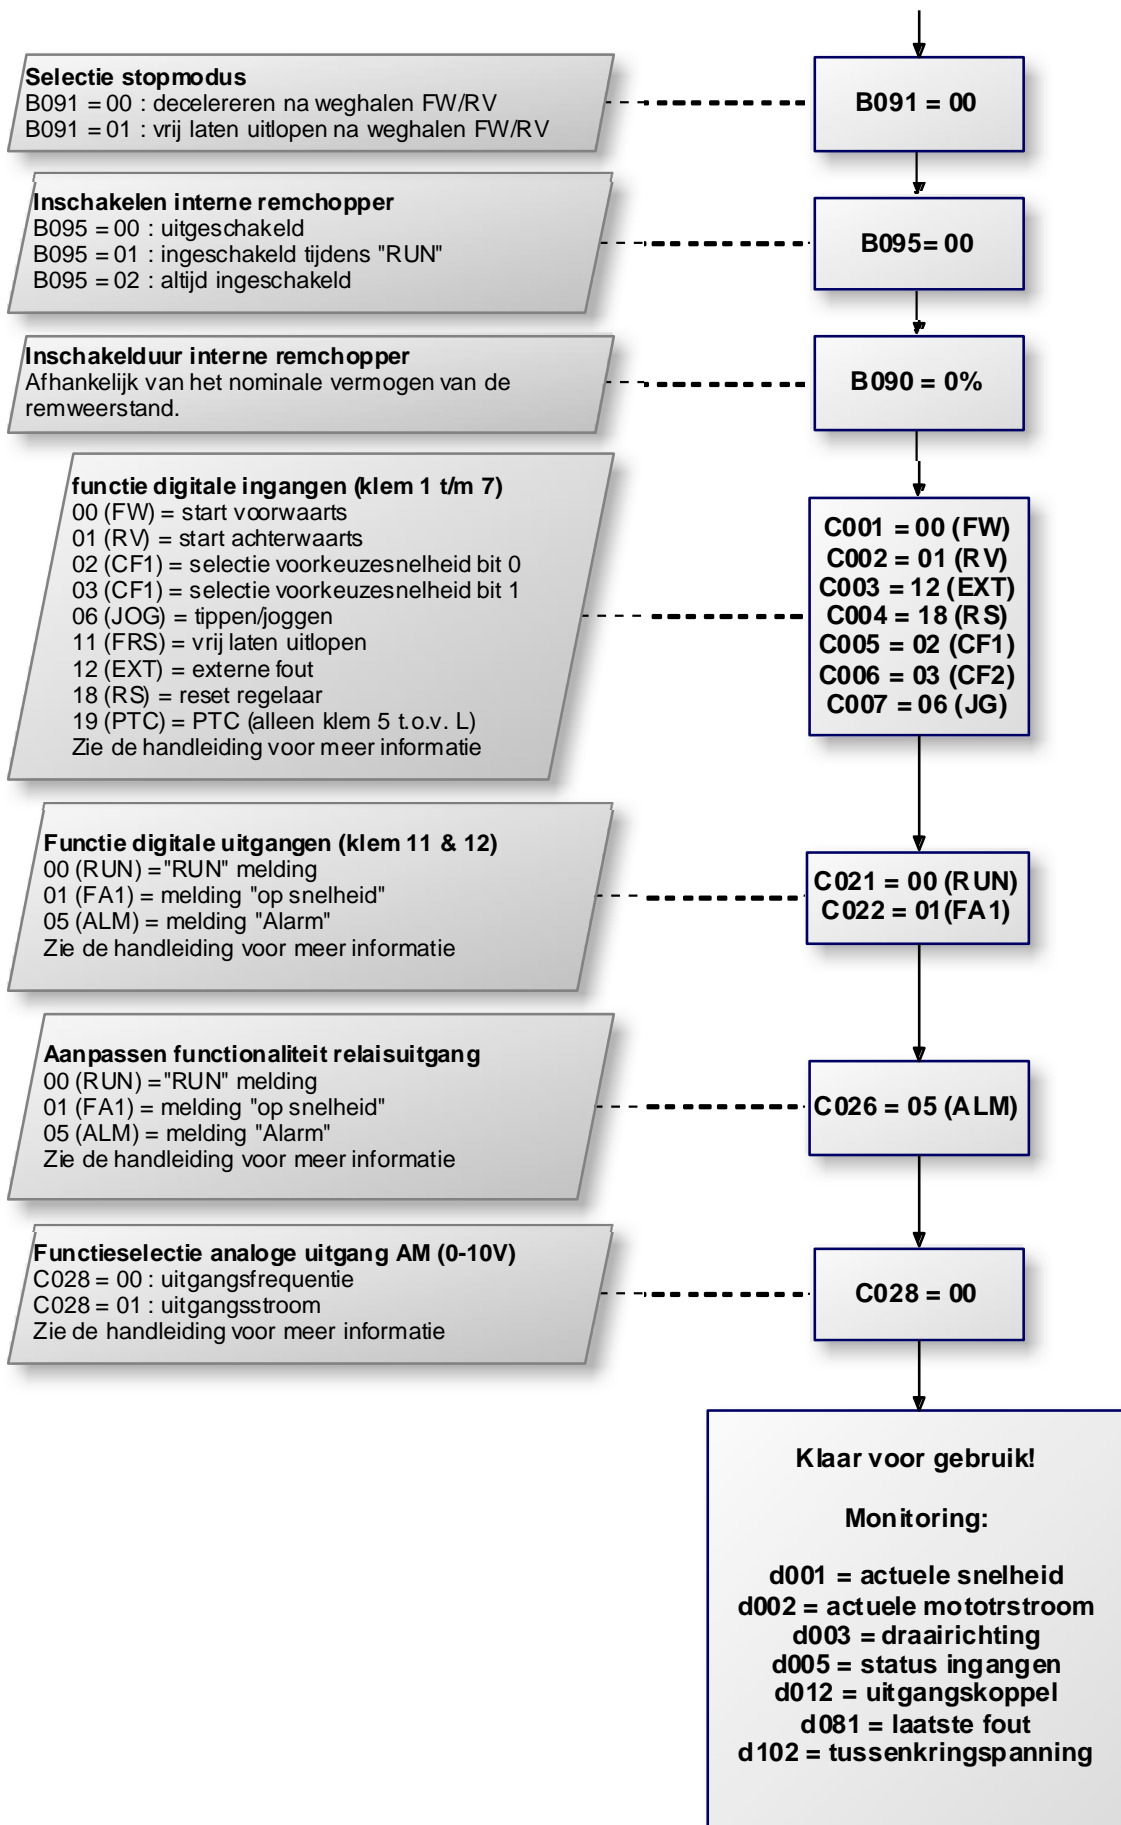 Selectie stopmodus
B091 = 00 : decelereren na weghalen FW/RV
B091 = 01 : vrij laten uitlopen na weghalen FW/RV
B091 = 00
Inschakelen interne remchopper
B095 = 00 : uitgeschakeld
B095 = 01 : ingeschakeld tijdens "RUN"
B095 = 02 : altijd ingeschakeld
B095= 00
Inschakelduur interne remchopper
Afhankelijk van het nominale vermogen van de
remweerstand.
B090 = 0%
functie digitale ingangen (klem 1 t/m 7)
00 (FW) = start voorwaarts
01 (RV) = start achterwaarts
02 (CF1) = selectie voorkeuzesnelheid bit 0
03 (CF1) = selectie voorkeuzesnelheid bit 1
06 (JOG) = tippen/joggen
11 (FRS) = vrij laten uitlopen
12 (EXT) = externe fout
18 (RS) = reset regelaar
19 (PTC) = PTC (alleen klem 5 t.o.v. L)
Zie de handleiding voor meer informatie
C001 = 00 (FW)
C002 = 01 (RV)
C003 = 12 (EXT)
C004 = 18 (RS)
C005 = 02 (CF1)
C006 = 03 (CF2)
C007 = 06 (JG)
Functie digitale uitgangen (klem 11 & 12)
00 (RUN) ="RUN" melding
01 (FA1) = melding "op snelheid"
05 (ALM) = melding "Alarm"
Zie de handleiding voor meer informatie
C021 = 00 (RUN)
C022 = 01(FA1)
Aanpassen functionaliteit relaisuitgang
00 (RUN) ="RUN" melding
01 (FA1) = melding "op snelheid"
05 (ALM) = melding "Alarm"
Zie de handleiding voor meer informatie
C026 = 05 (ALM)
Functieselectie analoge uitgang AM (0-10V)
C028 = 00 : uitgangsfrequentie
C028 = 01 : uitgangsstroom
Zie de handleiding voor meer informatie
C028 = 00
Klaar voor gebruik!
Monitoring:
d001 = actuele snelheid
d002 = actuele mototrstroom
d003 = draairichting
d005 = status ingangen
d012 = uitgangskoppel
d081 = laatste fout
d102 = tussenkringspanning